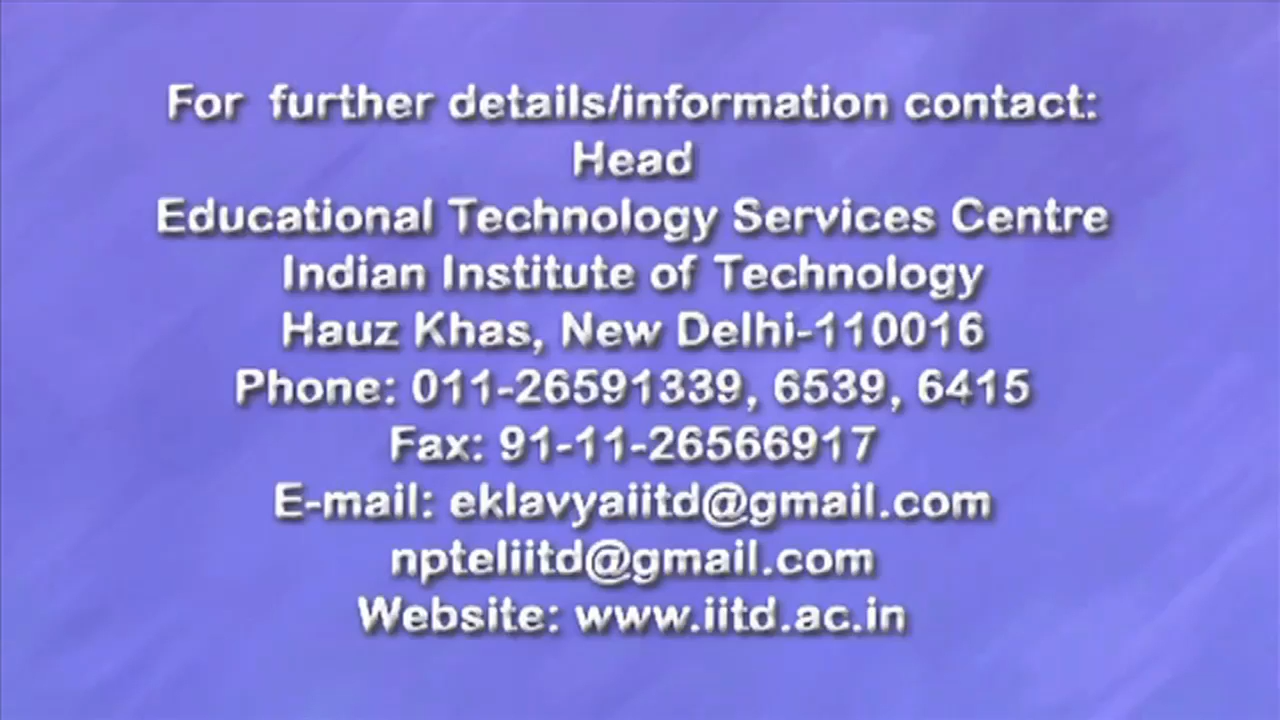 For further details/information contact:
Head
Educational Technology Services Centre
Indian Institute of Technology
Hauz Khas, New Delhi-110016
Phone: 011-26591339, 6539, 6415
Fax: 91-11-26566917
E-mail: eklavyaiitd@gmail.com
npteliitd@gmail.com
Website: www.iitd.ac.in